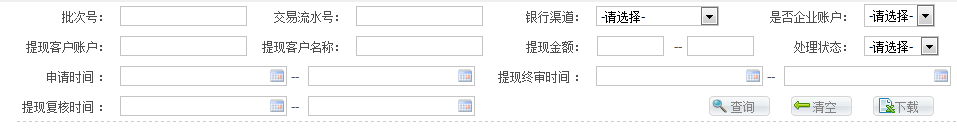 批次号： 交易流水号： 银行渠道： -请选择- 是否企业账户： -请选择-
提现客户账户： 提现客户名称： 提现金额： -- 处理状态： -请选择-
申请时间： -- 提现终审时间： --
提现复核时间： -- 查询 清空 下载